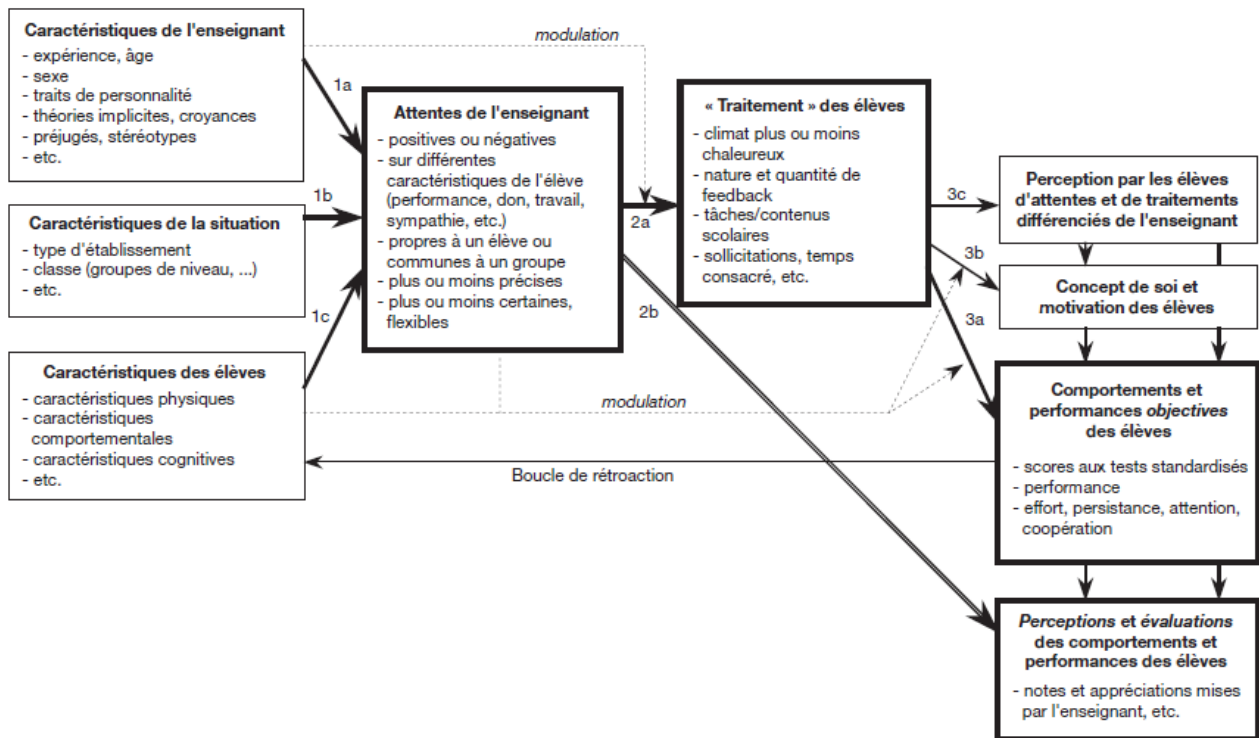 Caractéristiques de l'enseignant
- expérience, âge
- sexe
- traits de personnalité
- théories implicites, croyances
- préjugés, stéréotypes
- etc.
modulation
1a
Attentes de l'enseignant
- positives ou négatives
- sur différentes
caractéristiques de l'élève
(performance, don, travail,
sympathie, etc.)
- propres à un élève ou
communes à un groupe
- plus ou moins précises
- plus ou moins certaines,
flexibles
« Traitement » des élèves
- climat plus ou moins
chaleureux
- nature et quantité de
feedback
- tâches/contenus
scolaires
- sollicitations, temps
consacré, etc.
1b
2a
3c
Perception par les élèves
d'attentes et de traitements
différenciés de l'enseignant
Caractéristiques de la situation
- type d'établissement
- classe (groupes de niveau, ...)
- etc.
3b
Concept de soi et
motivation des élèves
1c
2b
3a
Caractéristiques des élèves
- caractéristiques physiques
- caractéristiques
comportementales
- caractéristiques cognitives
- etc.
modulation
Comportements et
performances objectives
des élèves
- scores aux tests standardisés
- performance
- effort, persistance, attention,
coopération
Boucle de rétroaction
Perceptions et évaluations
des comportements et
performances des élèves
- notes et appréciations mises
par l'enseignant, etc.